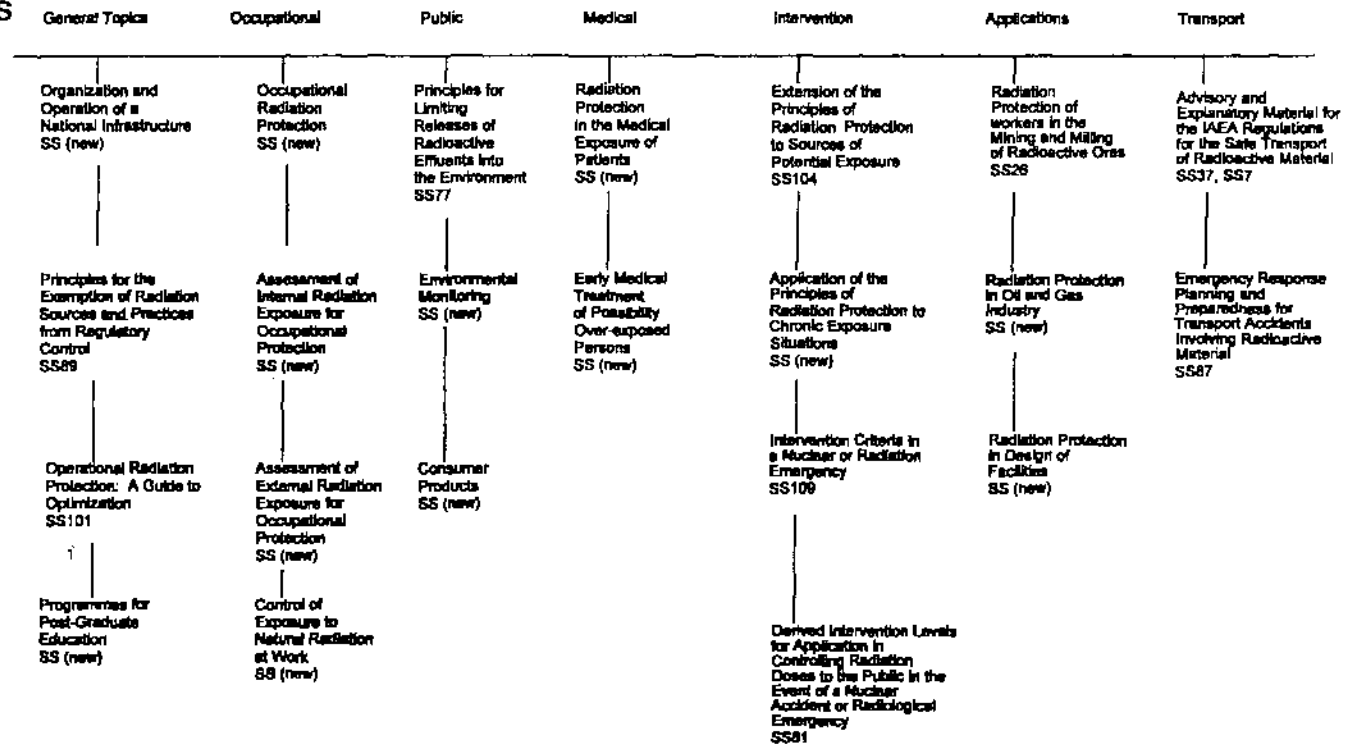 S
General Topics
Occupational
Public
Medical
Intervention
Applications
Transport
Organization and
Operation of a
National Infrastructure
SS (new)
Principles for the
Exemption of Radiation
Sources and Practices
from Regulatory
Control
SS89
Operational Radiation
Protection: A Guide to
Optimization
SS101
1
Programmes for
Post-Graduate
Education
SS (new)
Occupational
Radiation
Protection
SS (new)
Assessment of
Internal Radiation
Exposure for
Occupational
Protection
SS (new)
Assessment of
External Radiation
Exposure for
Occupational
Protection
SS (new)
Control of
Exposure to
Natural Radiation
at Work
SS (new)
Principles for
Limiting
Releases of
Radioactive
Effluents into
the Environment
SS77
Environmental
Monitoring
SS (new)
Consumer
Products
SS (new)
Radiation
Protection
in the Medical
Exposure of
Patients
SS (new)
Early Medical
Treatment
of Possibility
Over-exposed
Persons
SS (new)
Extension of the
Principles of
Radiation Protection
to Sources of
Potential Exposure
SS104
Application of the
Principles of
Radiation Protection to
Chronic Exposure
Situations
SS (new)
Intervention Criteria in
a Nuclear or Radiation
Emergency
SS109
Derived Intervention Levels
for Application in
Controlling Radiation
Doses to the Public in the
Event of a Nuclear
Accident or Radiological
Emergency
SS81
Radiation
Protection of
workers in the
Mining and Milling
of Radioactive Ores
SS26
Radiation Protection
in Oil and Gas
Industry
SS (new)
Radiation Protection
in Design of
Facilities
SS (new)
Advisory and
Explanatory Material for
the IAEA Regulations
for the Safe Transport
of Radioactive Material
SS37, SS7
Emergency Response
Planning and
Preparedness for
Transport Accidents
Involving Radioactive
Material
SS87